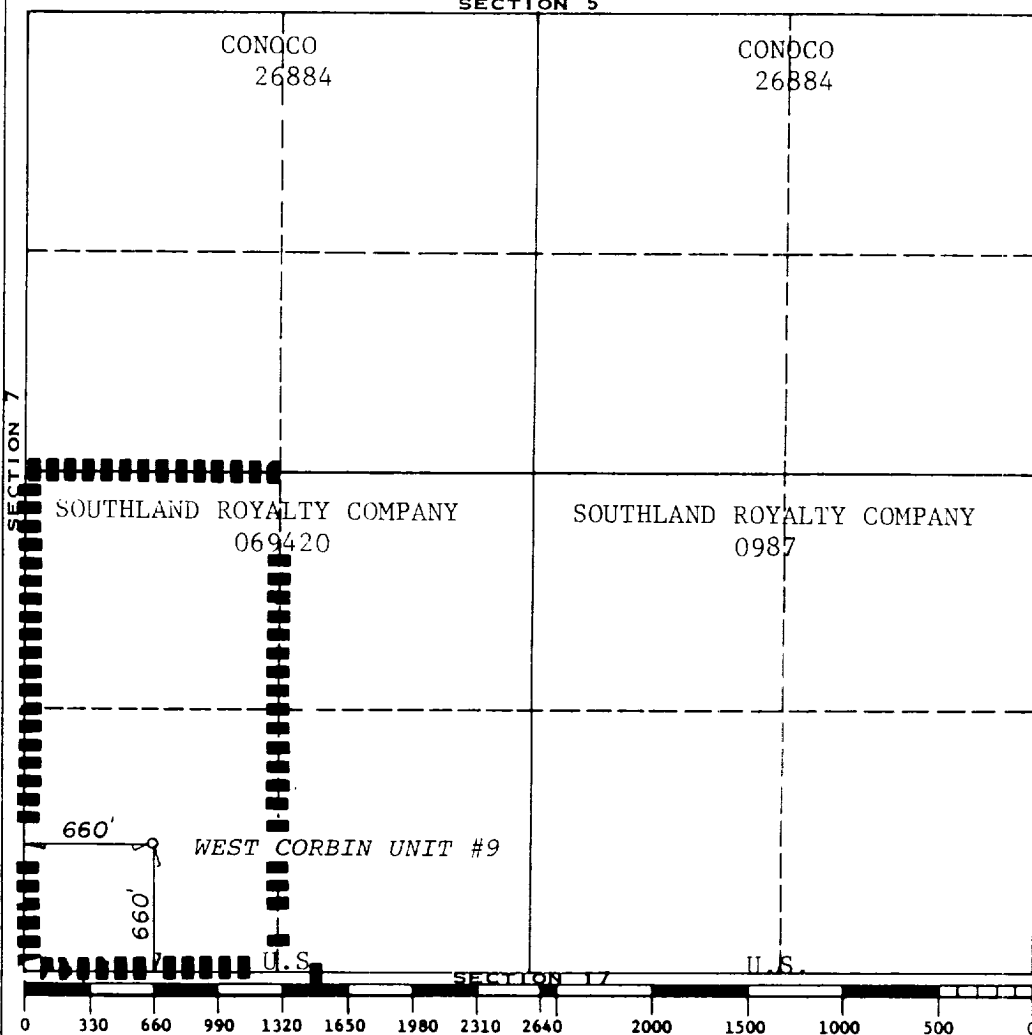 SECTION 5
CONOCO
26884
CONOCO
26884
SECTION 7
SOUTHLAND ROYALTY COMPANY
069420
SOUTHLAND ROYALTY COMPANY
0987
660'
WEST CORBIN UNIT #9
660'
U.S.
U.S.
SECTION 17
0 330 660 990 1320 1650 1980 2310 2640 2000 1500 1000 500 0